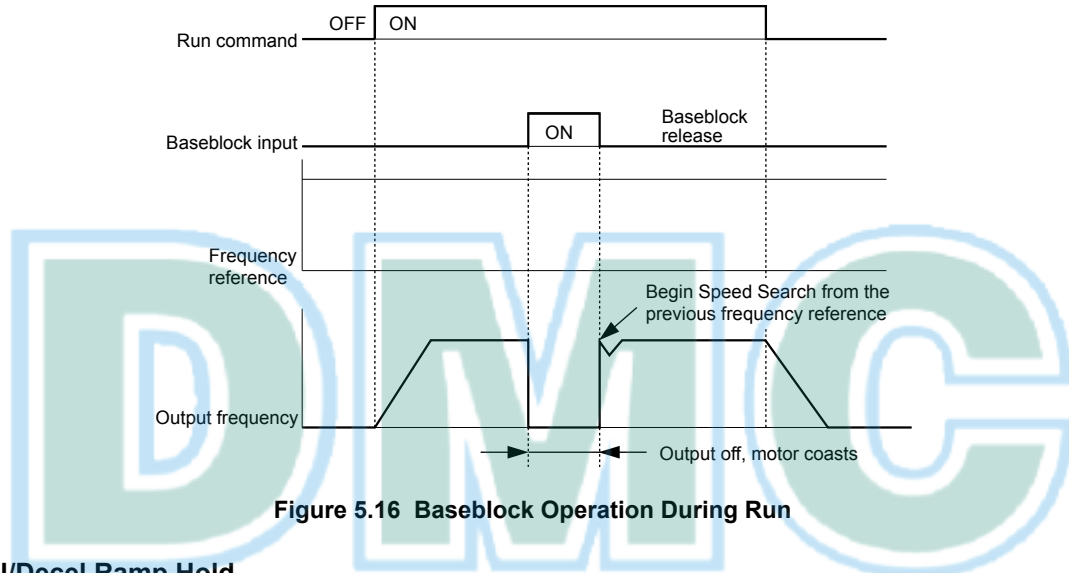 OFF ON
Run command
ON
Baseblock
release
Baseblock input
Frequency
reference
Begin Speed Search from the
previous frequency reference
Output frequency
Output off, motor coasts
Figure 5.16 Baseblock Operation During Run
DMC